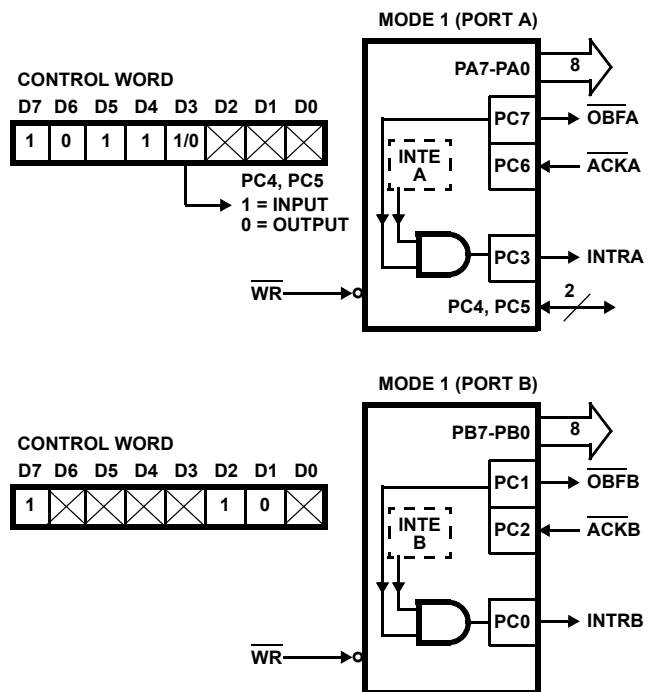 MODE 1 (PORT A)
CONTROL WORD
D7 D6 D5 D4 D3 D2 D1 D0
1 0 1 1 1/0
PC4, PC5
1 = INPUT
0 = OUTPUT
PA7-PA0
8
PC7
OBFA
INTE
A
PC6
ACKA
PC3
INTRA
WR
PC4, PC5
2
MODE 1 (PORT B)
CONTROL WORD
D7 D6 D5 D4 D3 D2 D1 D0
1 1 0
PB7-PB0
8
PC1
OBFB
INTE
B
PC2
ACKB
PC0
INTRB
WR